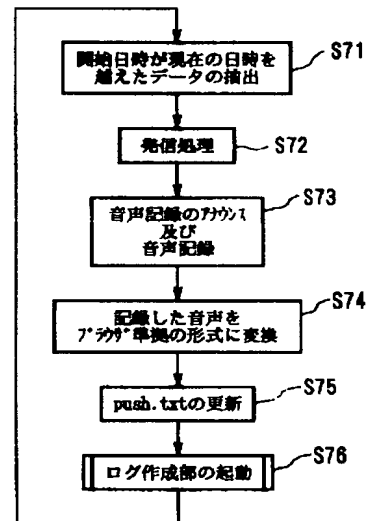 開始日時が現在の日時を
越えたデータの抽出
S71
発信処理
S72
音声記録のｱﾅｳﾝｽ
及び
音声記録
S73
記録した音声を
ﾌﾞﾗｳｻﾞ準拠の形式に変換
S74
push.txtの更新
S75
ログ作成部の起動
S76